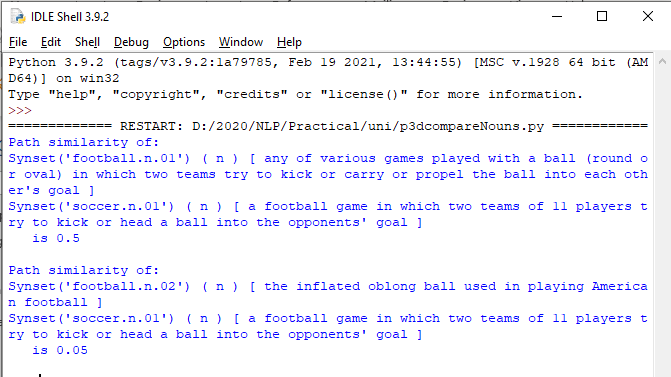 IDLE Shell 3.9.2
File Edit Shell Debug Options Window Help
Python 3.9.2 (tags/v3.9.2:1a79785, Feb 19 2021, 13:44:55) [MSC v.1928 64 bit (AM
D64)] on win32
Type "help", "copyright", "credits" or "license()" for more information.
>>>
============= RESTART: D:/2020/NLP/Practical/uni/p3dcompareNouns.py ============
Path similarity of:
Synset('football.n.01') ( n ) [ any of various games played with a ball (round o
r oval) in which two teams try to kick or carry or propel the ball into each oth
er's goal ]
Synset('soccer.n.01') ( n ) [ a football game in which two teams of 11 players t
ry to kick or head a ball into the opponents' goal ]
   is 0.5

Path similarity of:
Synset('football.n.02') ( n ) [ the inflated oblong ball used in playing America
n football ]
Synset('soccer.n.01') ( n ) [ a football game in which two teams of 11 players t
ry to kick or head a ball into the opponents' goal ]
   is 0.05